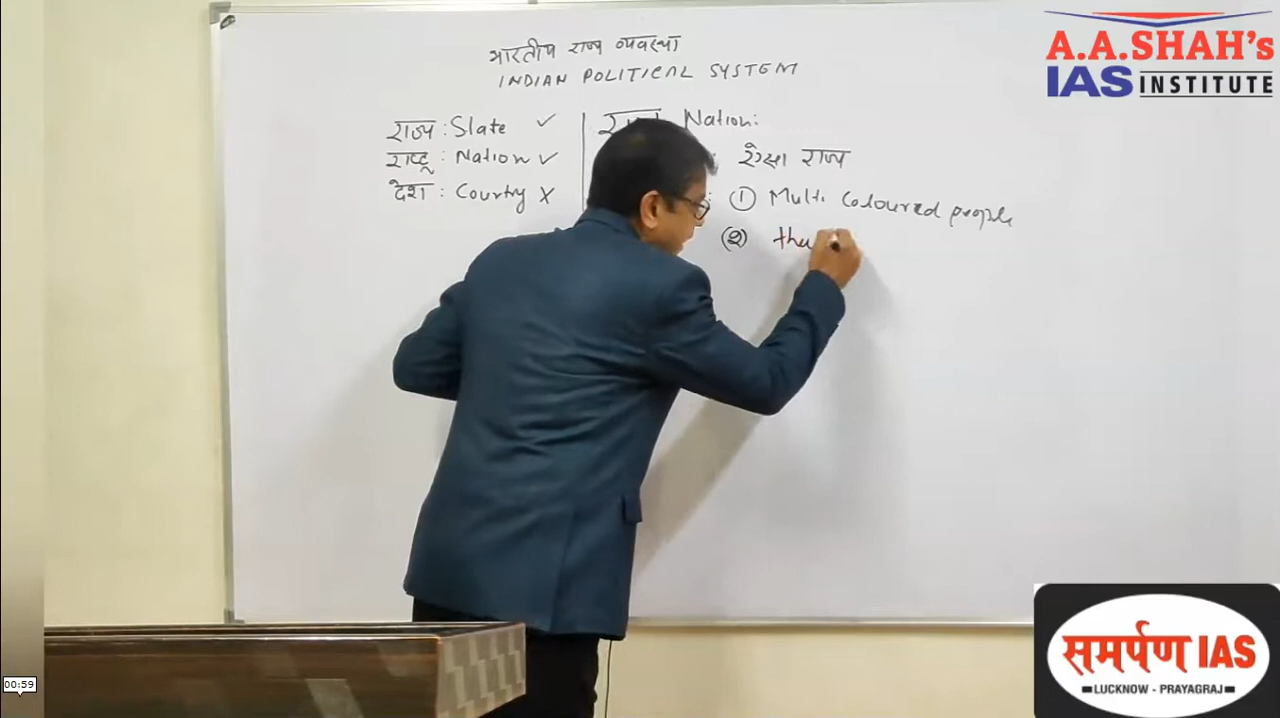 A.A.SHAH's
IAS INSTITUTE
भारतीय राज्य व्यवस्था
INDIAN POLITICAL SYSTEM
राज्य : State ✓
राष्ट्र : Nation ✓
देश : Country X
Nation:
ऐसा राज्य
: ① Multi Coloured people
(2)
समर्पण IAS
LUCKNOW - PRAYAGRAJ
00:59